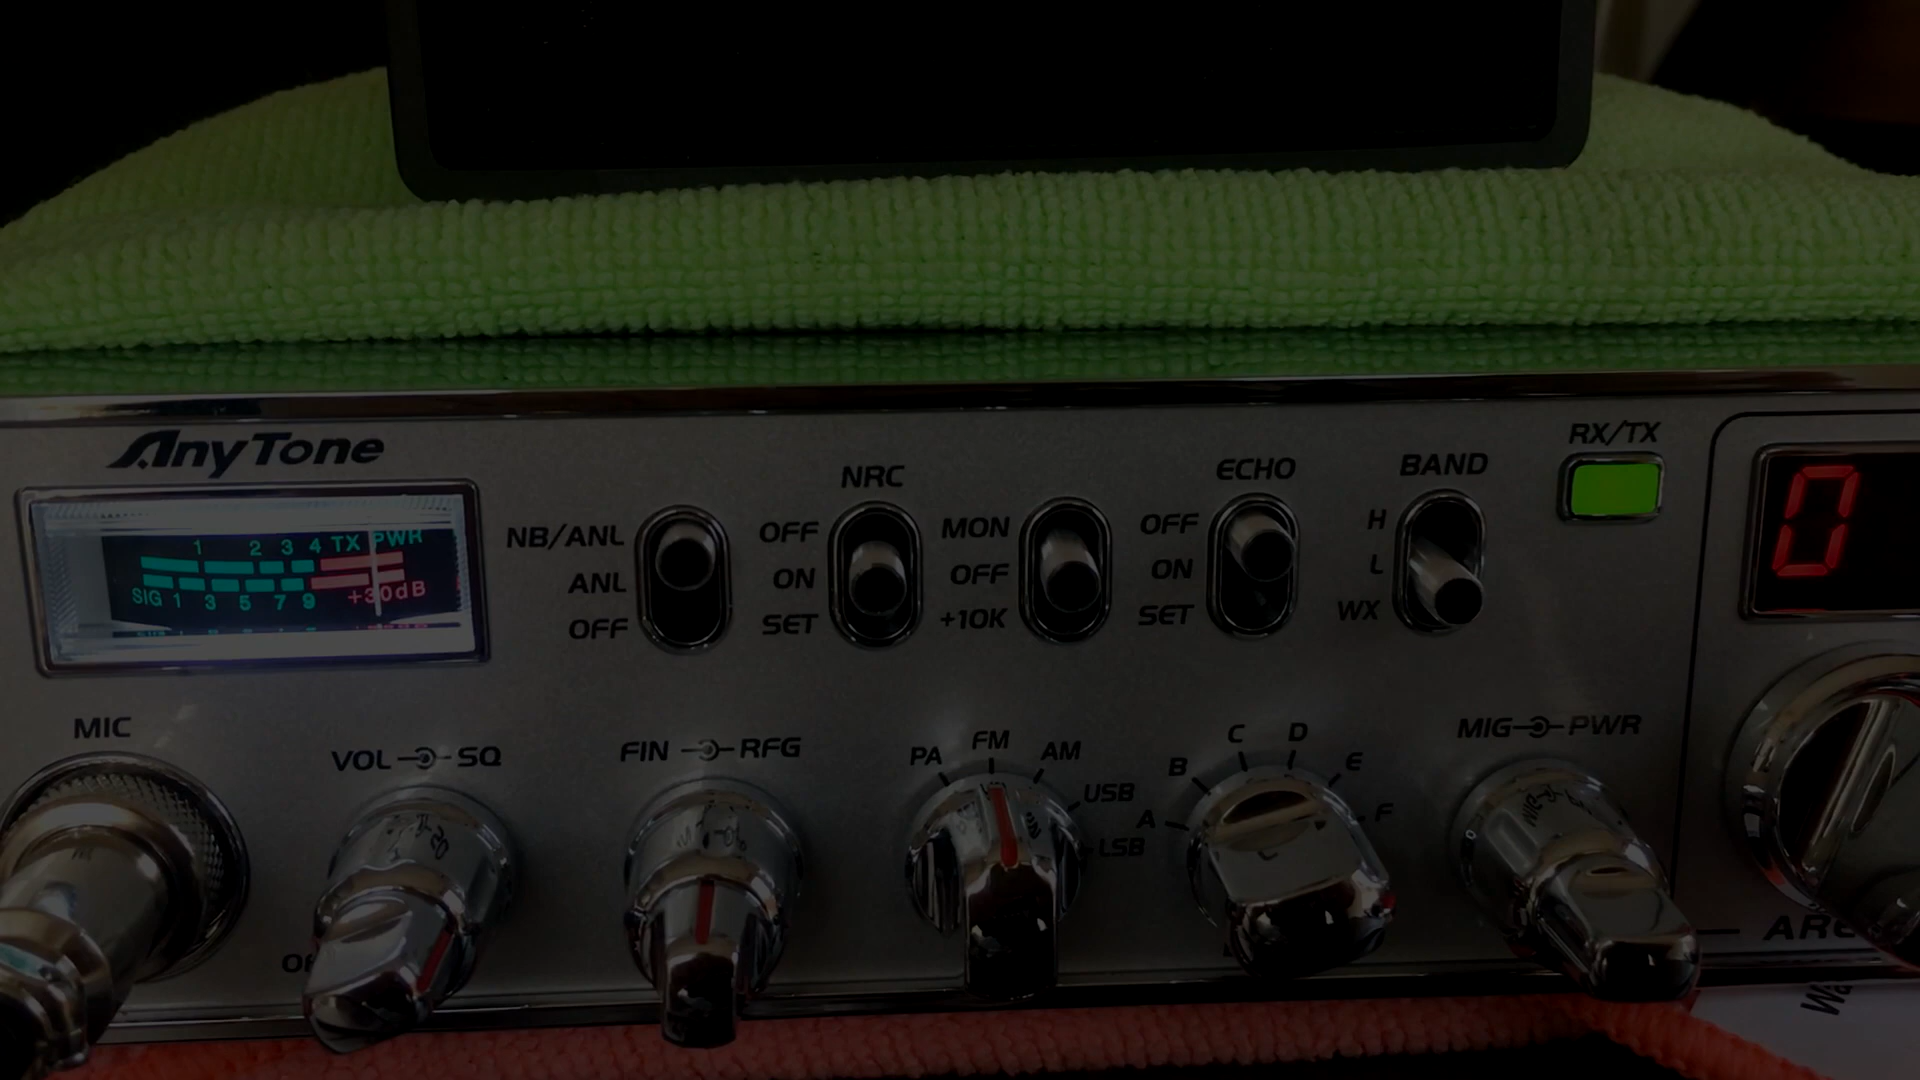 AnyTone
1 2 3 4 TX PWR
SIG 1 3 5 7 9 +30dB
NB/ANL
ANL
OFF
NRC
OFF
ON
SET
MON
OFF
+10K
ECHO
OFF
ON
SET
BAND
H
L
WX
RX/TX
0
MIC
VOL SQ
FIN RFG
PA FM AM USB LSB
A B C D E F
MIG PWR